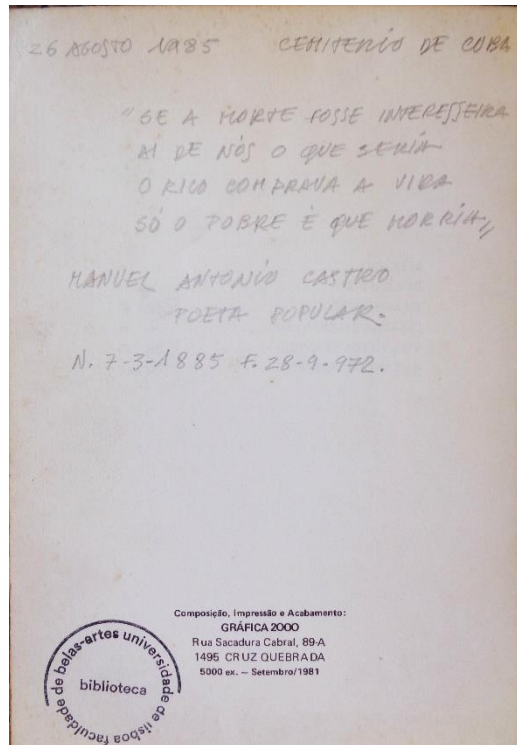 26 AGOSTO 1985 CEMITERIO DE CUBA
"SE A MORTE FOSSE INTERESSEIRA
AI DE NÓS O QUE SERIA
O RICO COMPRAVA A VIDA
SÓ O POBRE É QUE MORRIA,,
MANUEL ANTONIO CASTRO
POETA POPULAR.
N. 7-3-1885 F. 28-9-972.
Composição, Impressão e Acabamento:
GRÁFICA 2000
Rua Sacadura Cabral, 89-A
1495 CRUZ QUEBRADA
5000 ex. — Setembro/1981
faculdade de belas-artes universidade de lisboa
biblioteca